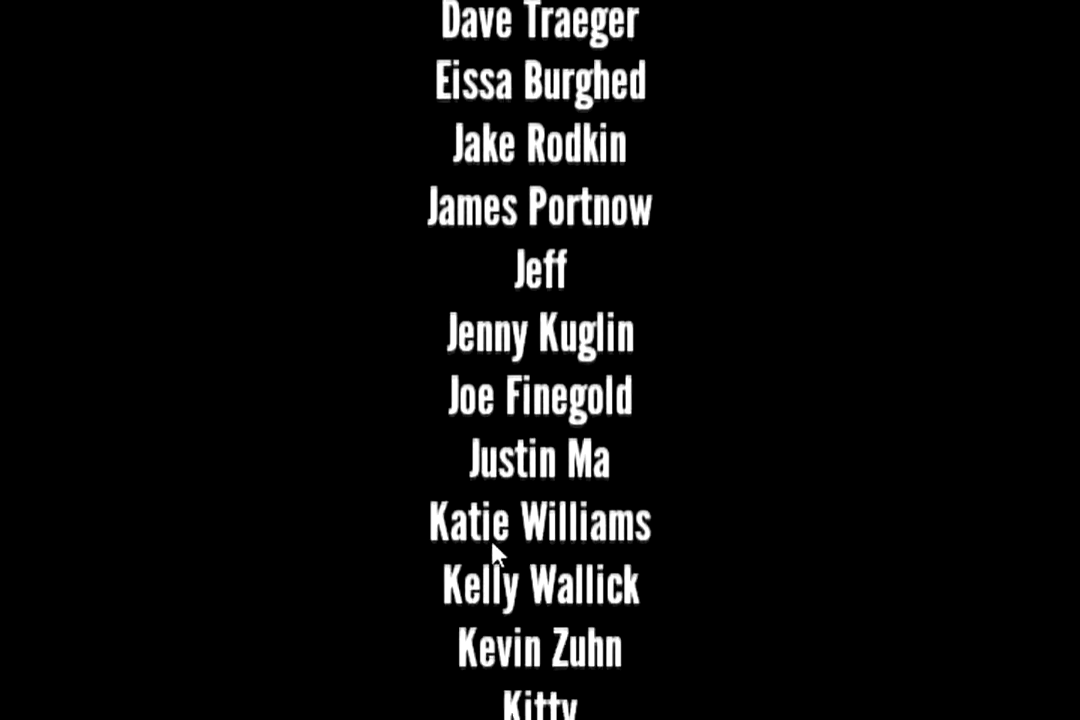 Dave Traeger
Eissa Burghed
Jake Rodkin
James Portnow
Jeff
Jenny Kuglin
Joe Finegold
Justin Ma
Katie Williams
Kelly Wallick
Kevin Zuhn
Kitty